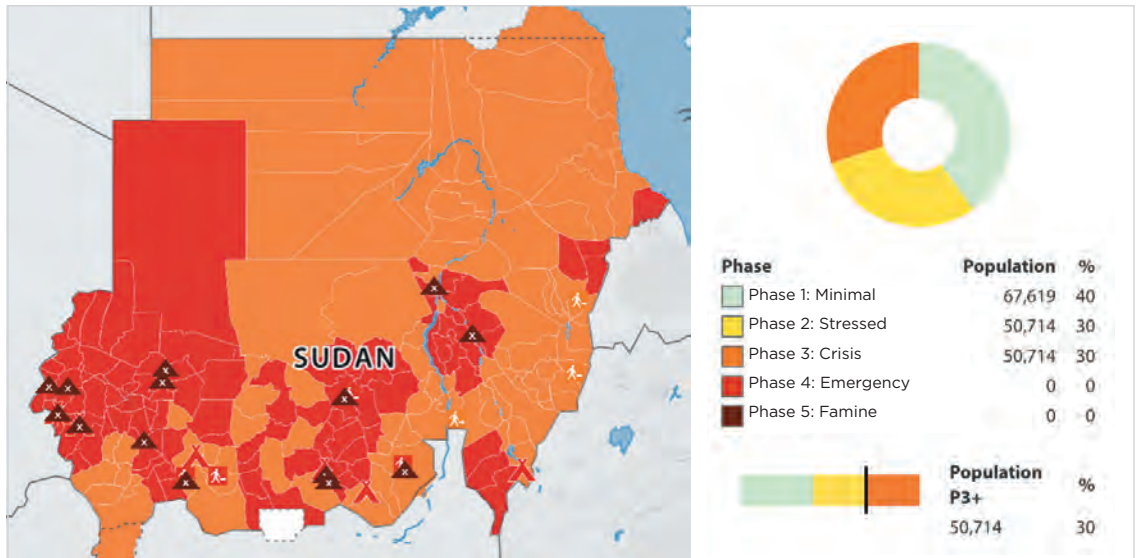 SUDAN
Phase Population %
Phase 1: Minimal 67,619 40
Phase 2: Stressed 50,714 30
Phase 3: Crisis 50,714 30
Phase 4: Emergency 0 0
Phase 5: Famine 0 0
Population %
P3+
50,714 30